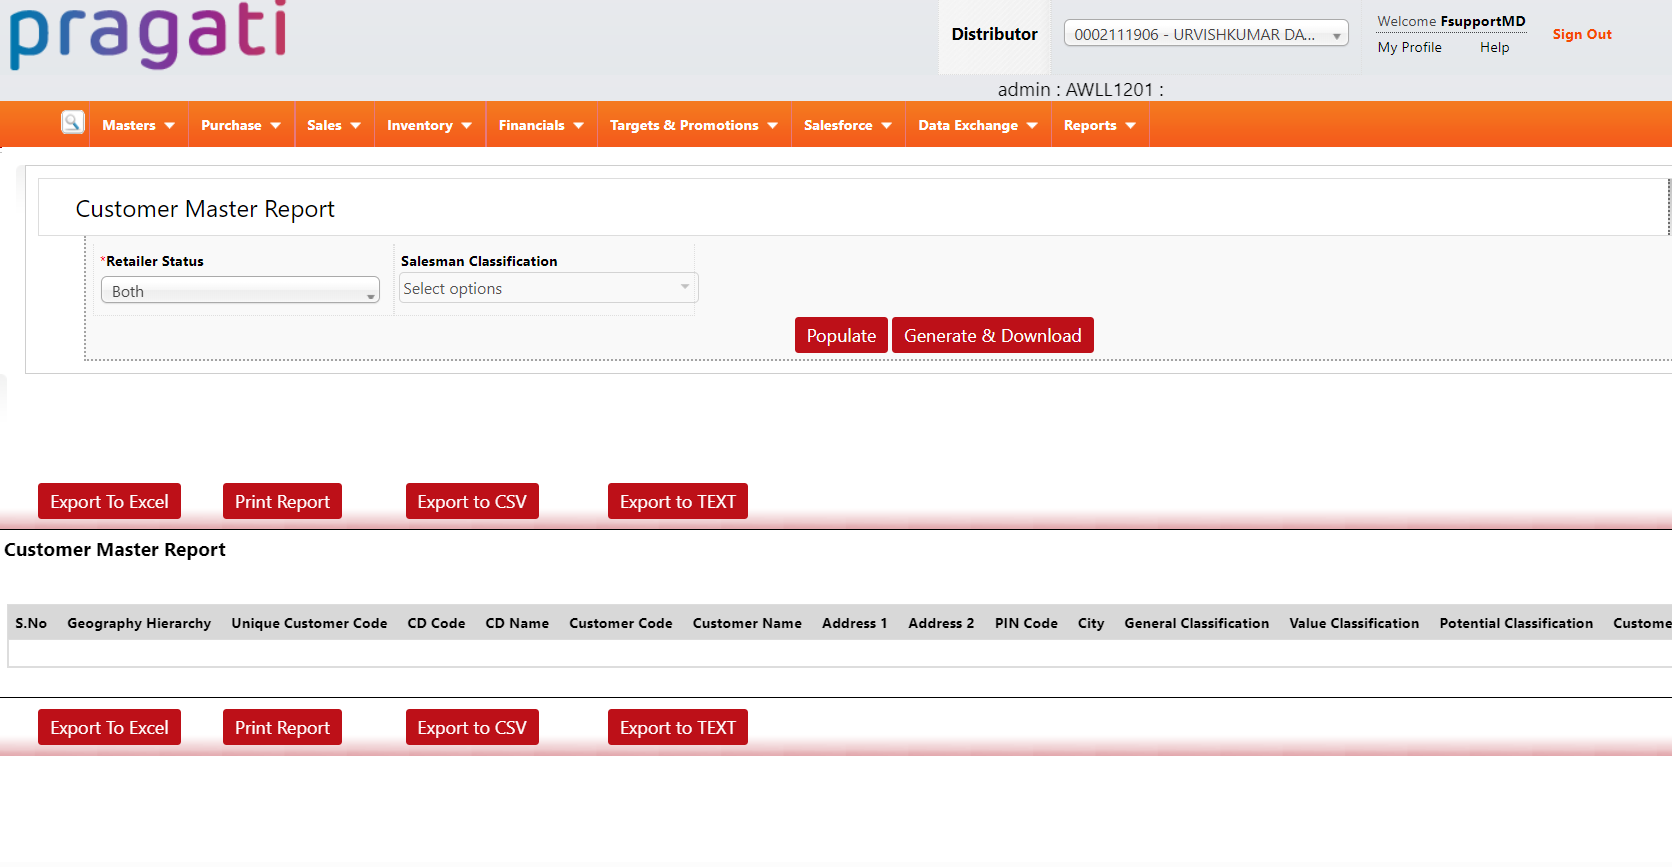 pragati
Distributor
0002111906 - URVISHKUMAR DA...
Welcome FsupportMD
My Profile Help
Sign Out
admin : AWLL1201 :
Masters Purchase Sales Inventory Financials Targets & Promotions Salesforce Data Exchange Reports
Customer Master Report
*Retailer Status Salesman Classification
Both Select options
Populate Generate & Download
Export To Excel Print Report Export to CSV Export to TEXT
Customer Master Report
S.No Geography Hierarchy Unique Customer Code CD Code CD Name Customer Code Customer Name Address 1 Address 2 PIN Code City General Classification Value Classification Potential Classification Custome
Export To Excel Print Report Export to CSV Export to TEXT